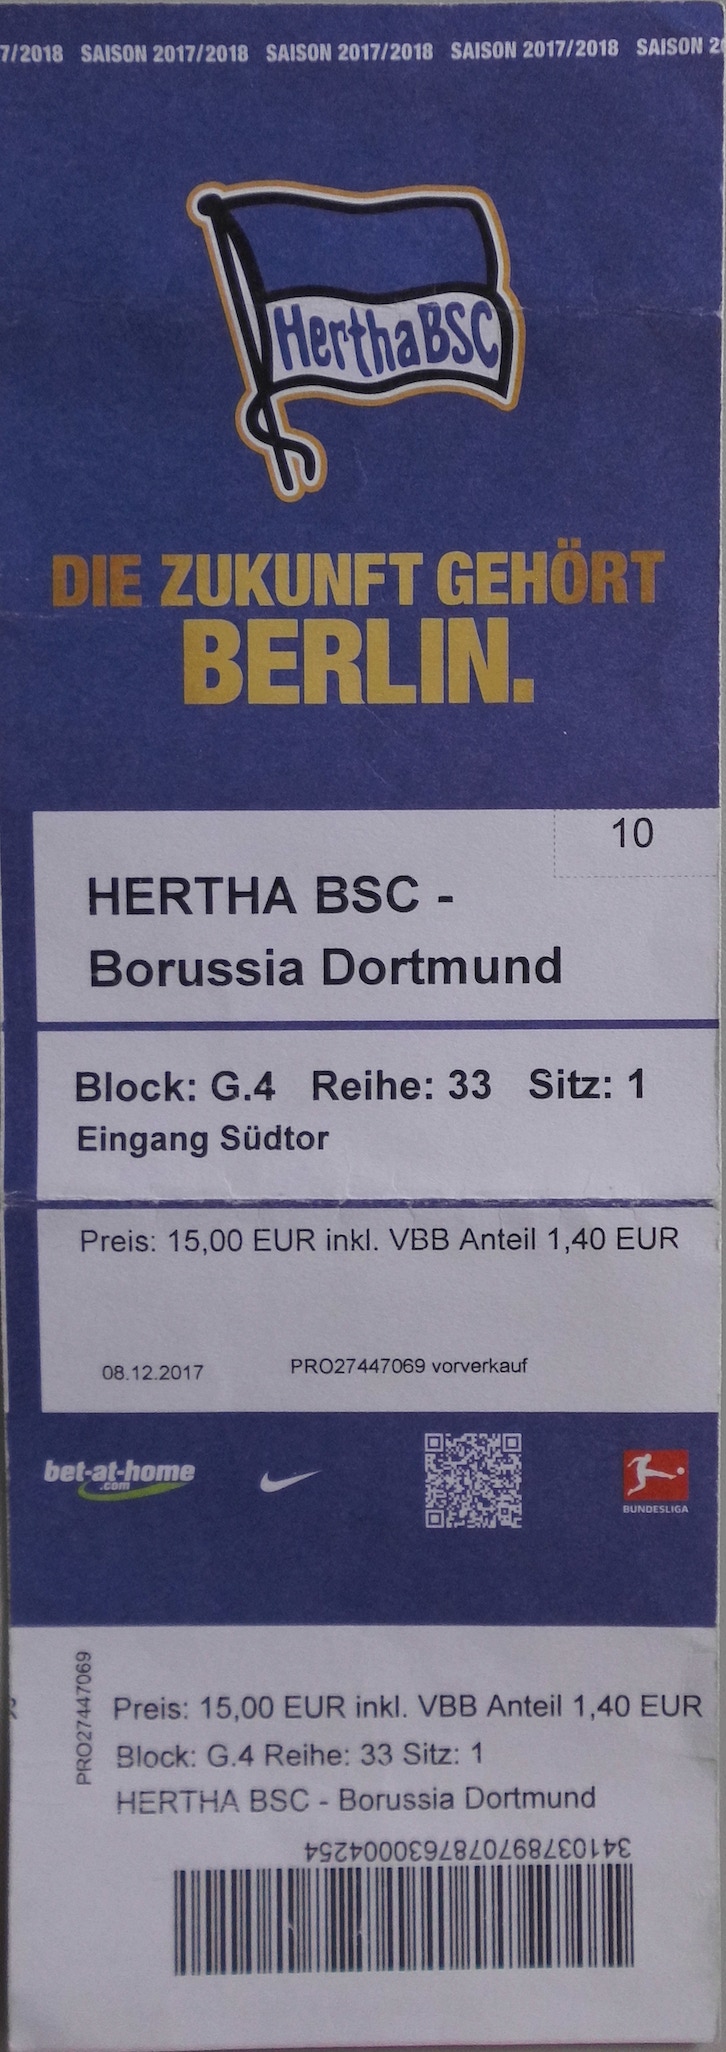 7/2018 SAISON 2017/2018 SAISON 2017/2018 SAISON 2017/2018 SAISON 2
HerthaBSC
DIE ZUKUNFT GEHÖRT
BERLIN.
10
HERTHA BSC -
Borussia Dortmund
Block: G.4 Reihe: 33 Sitz: 1
Eingang Südtor
Preis: 15,00 EUR inkl. VBB Anteil 1,40 EUR
08.12.2017 PRO27447069 vorverkauf
bet-at-home
.com
BUNDESLIGA
PRO27447069
Preis: 15,00 EUR inkl. VBB Anteil 1,40 EUR
Block: G.4 Reihe: 33 Sitz: 1
HERTHA BSC - Borussia Dortmund
3410378970787630004254